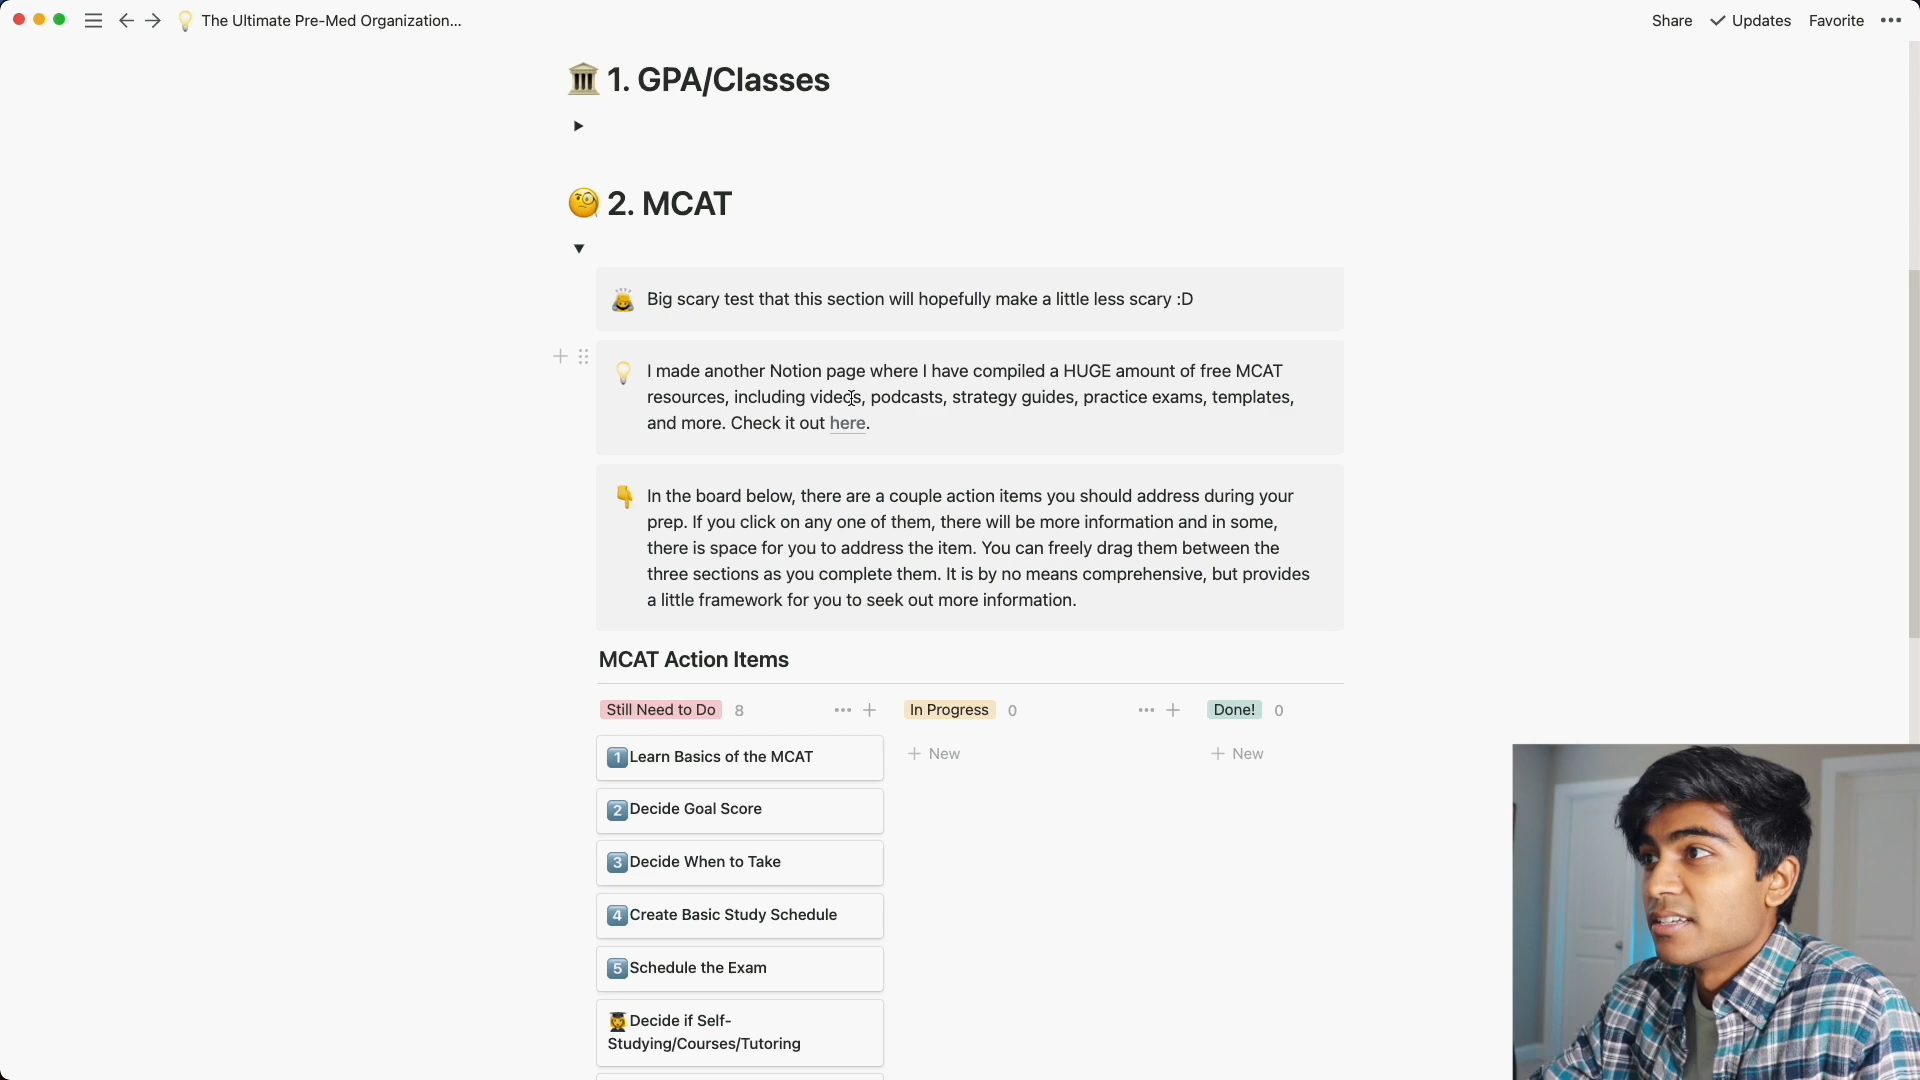 The Ultimate Pre-Med Organization...
Share
Updates
Favorite
1. GPA/Classes
2. MCAT
Big scary test that this section will hopefully make a little less scary :D
I made another Notion page where I have compiled a HUGE amount of free MCAT
resources, including videos, podcasts, strategy guides, practice exams, templates,
and more. Check it out here.
In the board below, there are a couple action items you should address during your
prep. If you click on any one of them, there will be more information and in some,
there is space for you to address the item. You can freely drag them between the
three sections as you complete them. It is by no means comprehensive, but provides
a little framework for you to seek out more information.
MCAT Action Items
Still Need to Do 8
In Progress 0
Done! 0
1 Learn Basics of the MCAT
+ New
+ New
2 Decide Goal Score
3 Decide When to Take
4 Create Basic Study Schedule
5 Schedule the Exam
Decide if Self-
Studying/Courses/Tutoring